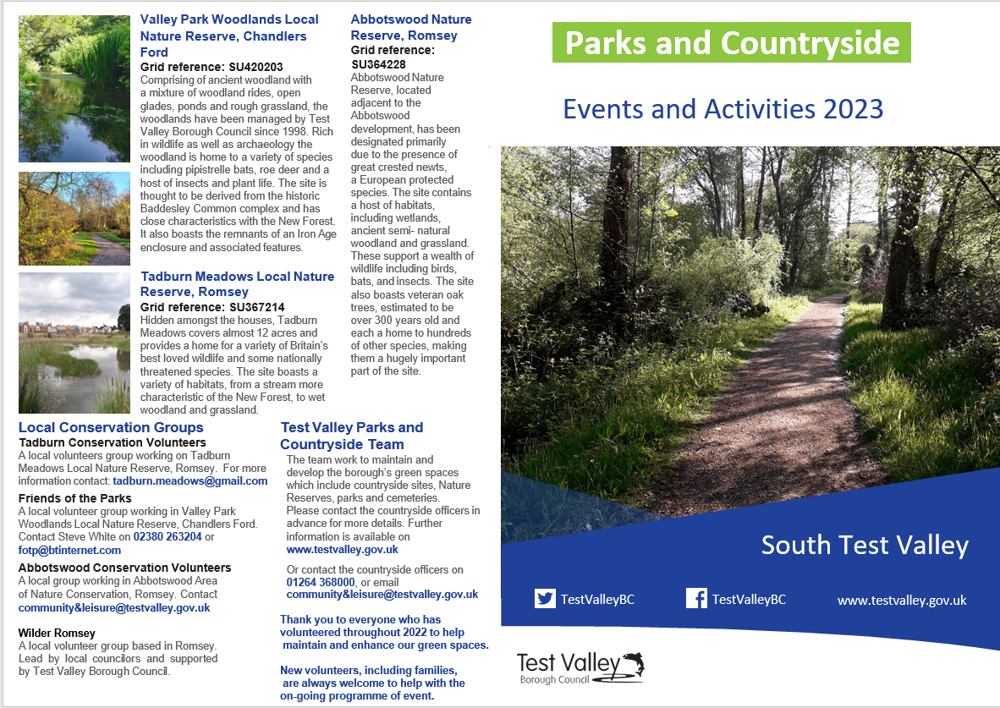 Valley Park Woodlands Local
Nature Reserve, Chandlers
Ford
Grid reference: SU420203
Comprising of ancient woodland with
a mixture of woodland rides, open
glades, ponds and rough grassland, the
woodlands have been managed by Test
Valley Borough Council since 1998. Rich
in wildlife as well as archaeology the
woodland is home to a variety of species
including pipistrelle bats, roe deer and a
host of insects and plant life. The site is
thought to be derived from the historic
Baddesley Common complex and has
close characteristics with the New Forest.
It also boasts the remnants of an Iron Age
enclosure and associated features.
Tadburn Meadows Local Nature
Reserve, Romsey
Grid reference: SU367214
Hidden amongst the houses, Tadburn
Meadows covers almost 12 acres and
provides a home for a variety of Britain's
best loved wildlife and some nationally
threatened species. The site boasts a
variety of habitats, from a stream more
characteristic of the New Forest, to wet
woodland and grassland.
Abbotswood Nature
Reserve, Romsey
Grid reference:
SU364228
Abbotswood Nature
Reserve, located
adjacent to the
Abbotswood
development, has been
designated primarily
due to the presence of
great crested newts,
a European protected
species. The site contains
a host of habitats,
including wetlands,
ancient semi- natural
woodland and grassland.
These support a wealth of
wildlife including birds,
bats, and insects. The site
also boasts veteran oak
trees, estimated to be
over 300 years old and
each a home to hundreds
of other species, making
them a hugely important
part of the site.
Local Conservation Groups
Tadburn Conservation Volunteers
A local volunteers group working on Tadburn
Meadows Local Nature Reserve, Romsey. For more
information contact: tadburn.meadows@gmail.com
Friends of the Parks
A local volunteer group working in Valley Park
Woodlands Local Nature Reserve, Chandlers Ford.
Contact Steve White on 02380 263204 or
fotp@btinternet.com
Abbotswood Conservation Volunteers
A local group working in Abbotswood Area
of Nature Conservation, Romsey. Contact
community&leisure@testvalley.gov.uk
Wilder Romsey
A local volunteer group based in Romsey.
Lead by local councilors and supported
by Test Valley Borough Council.
Test Valley Parks and
Countryside Team
The team work to maintain and
develop the borough's green spaces
which include countryside sites, Nature
Reserves, parks and cemeteries.
Please contact the countryside officers in
advance for more details. Further
information is available on
www.testvalley.gov.uk
Or contact the countryside officers on
01264 368000, or email
community&leisure@testvalley.gov.uk
Thank you to everyone who has
volunteered throughout 2022 to help
maintain and enhance our green spaces.
New volunteers, including families,
are always welcome to help with the
on-going programme of event.
Parks and Countryside
Events and Activities 2023
South Test Valley
TestValleyBC
TestValleyBC
www.testvalley.gov.uk
Test Valley
Borough Council